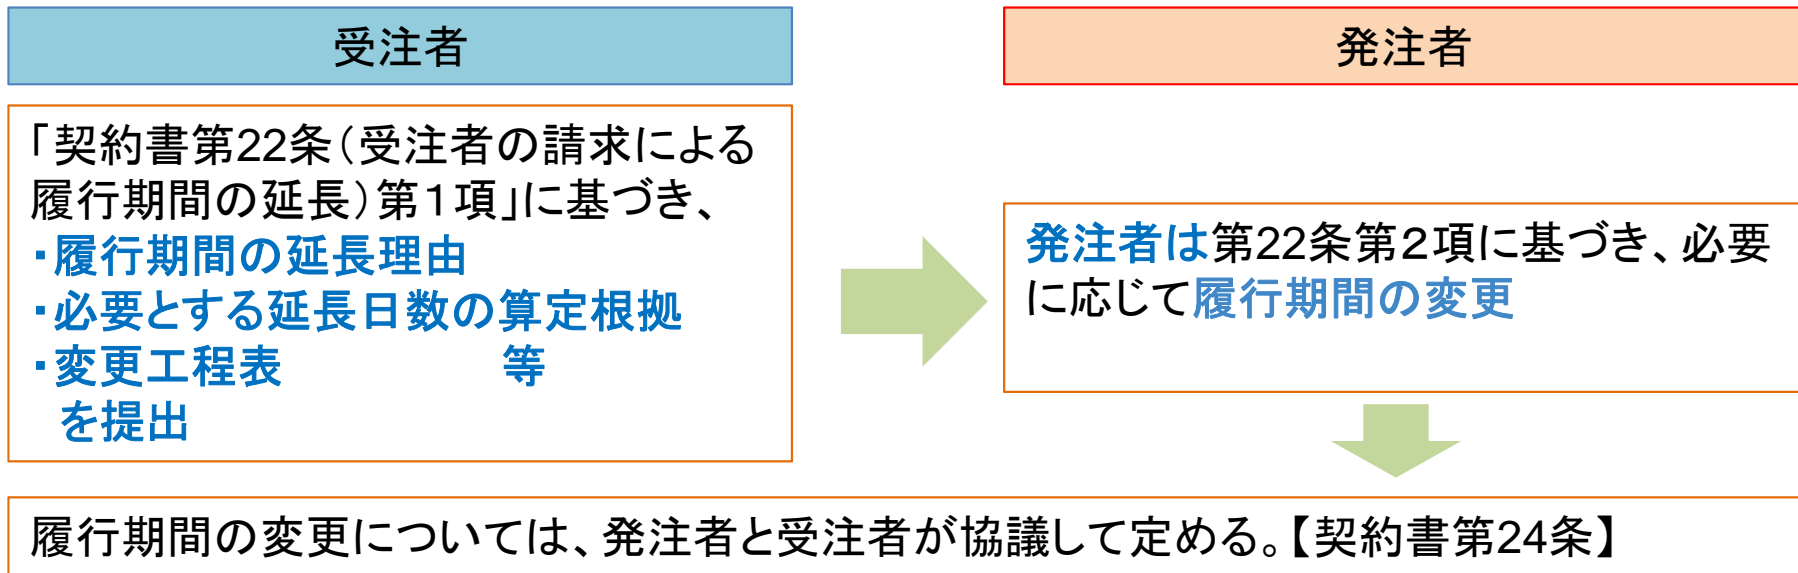 受注者
「契約書第22条（受注者の請求による
履行期間の延長）第１項」に基づき、
・履行期間の延長理由
・必要とする延長日数の算定根拠
・変更工程表　　　　　等
を提出
発注者
発注者は第22条第２項に基づき、必要
に応じて履行期間の変更
履行期間の変更については、発注者と受注者が協議して定める。【契約書第24条】